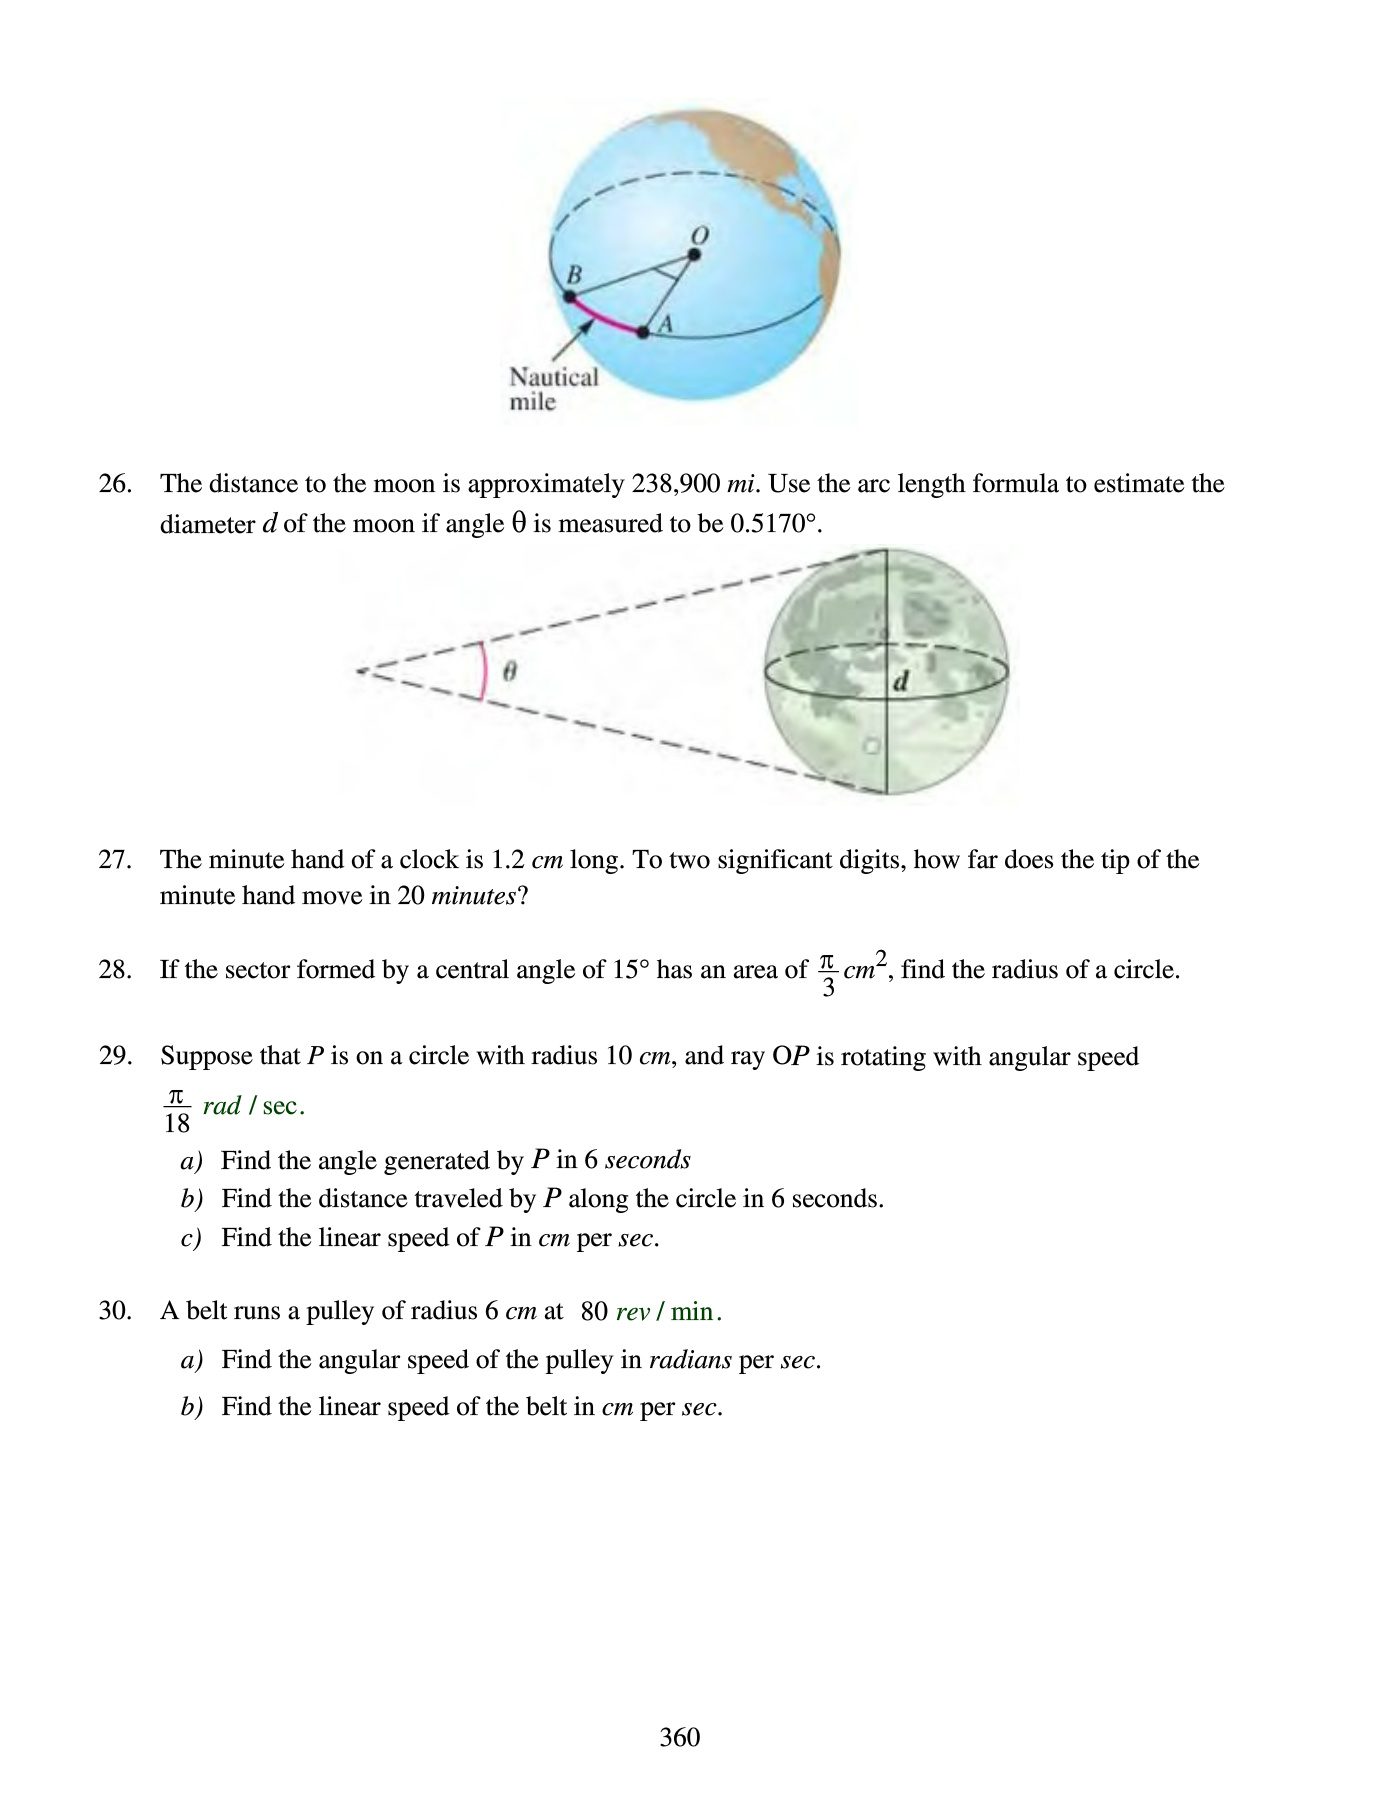 O
B
A
Nautical
mile
26. The distance to the moon is approximately 238,900 mi. Use the arc length formula to estimate the
diameter d of the moon if angle θ is measured to be 0.5170°.
θ
d
27. The minute hand of a clock is 1.2 cm long. To two significant digits, how far does the tip of the
minute hand move in 20 minutes?
28. If the sector formed by a central angle of 15° has an area of π/3 cm², find the radius of a circle.
29. Suppose that P is on a circle with radius 10 cm, and ray OP is rotating with angular speed
π/18 rad / sec.
a) Find the angle generated by P in 6 seconds
b) Find the distance traveled by P along the circle in 6 seconds.
c) Find the linear speed of P in cm per sec.
30. A belt runs a pulley of radius 6 cm at 80 rev / min.
a) Find the angular speed of the pulley in radians per sec.
b) Find the linear speed of the belt in cm per sec.
360